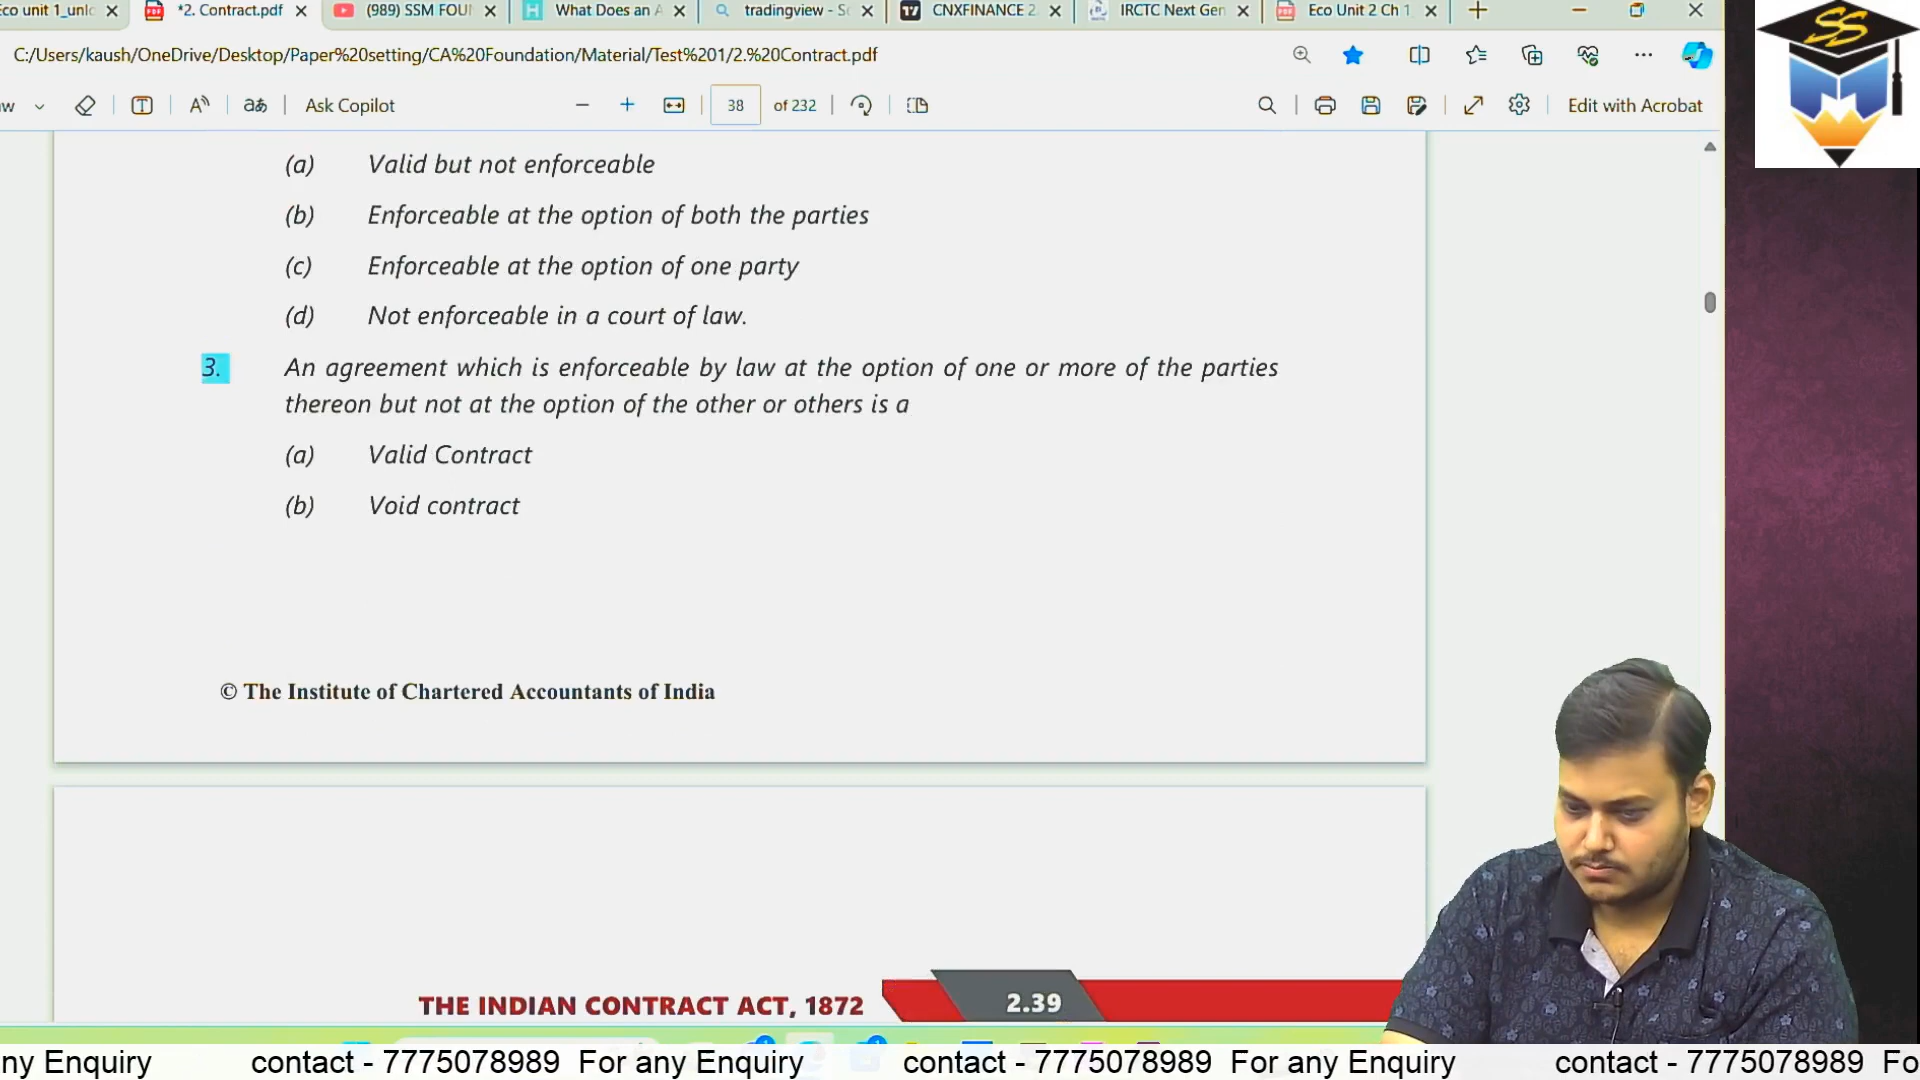 Eco unit 1_unlo
*2. Contract.pdf
(989) SSM FOUN
What Does an A
tradingview - Se
CNXFINANCE 2
IRCTC Next Gen
Eco Unit 2 Ch 1
C:/Users/kaush/OneDrive/Desktop/Paper%20setting/CA%20Foundation/Material/Test%201/2.%20Contract.pdf
Ask Copilot
38 of 232
Edit with Acrobat
SS
(a) Valid but not enforceable
(b) Enforceable at the option of both the parties
(c) Enforceable at the option of one party
(d) Not enforceable in a court of law.
3. An agreement which is enforceable by law at the option of one or more of the parties
thereon but not at the option of the other or others is a
(a) Valid Contract
(b) Void contract
© The Institute of Chartered Accountants of India
THE INDIAN CONTRACT ACT, 1872 2.39
ny Enquiry contact - 7775078989 For any Enquiry contact - 7775078989 For any Enquiry contact - 7775078989 Fo